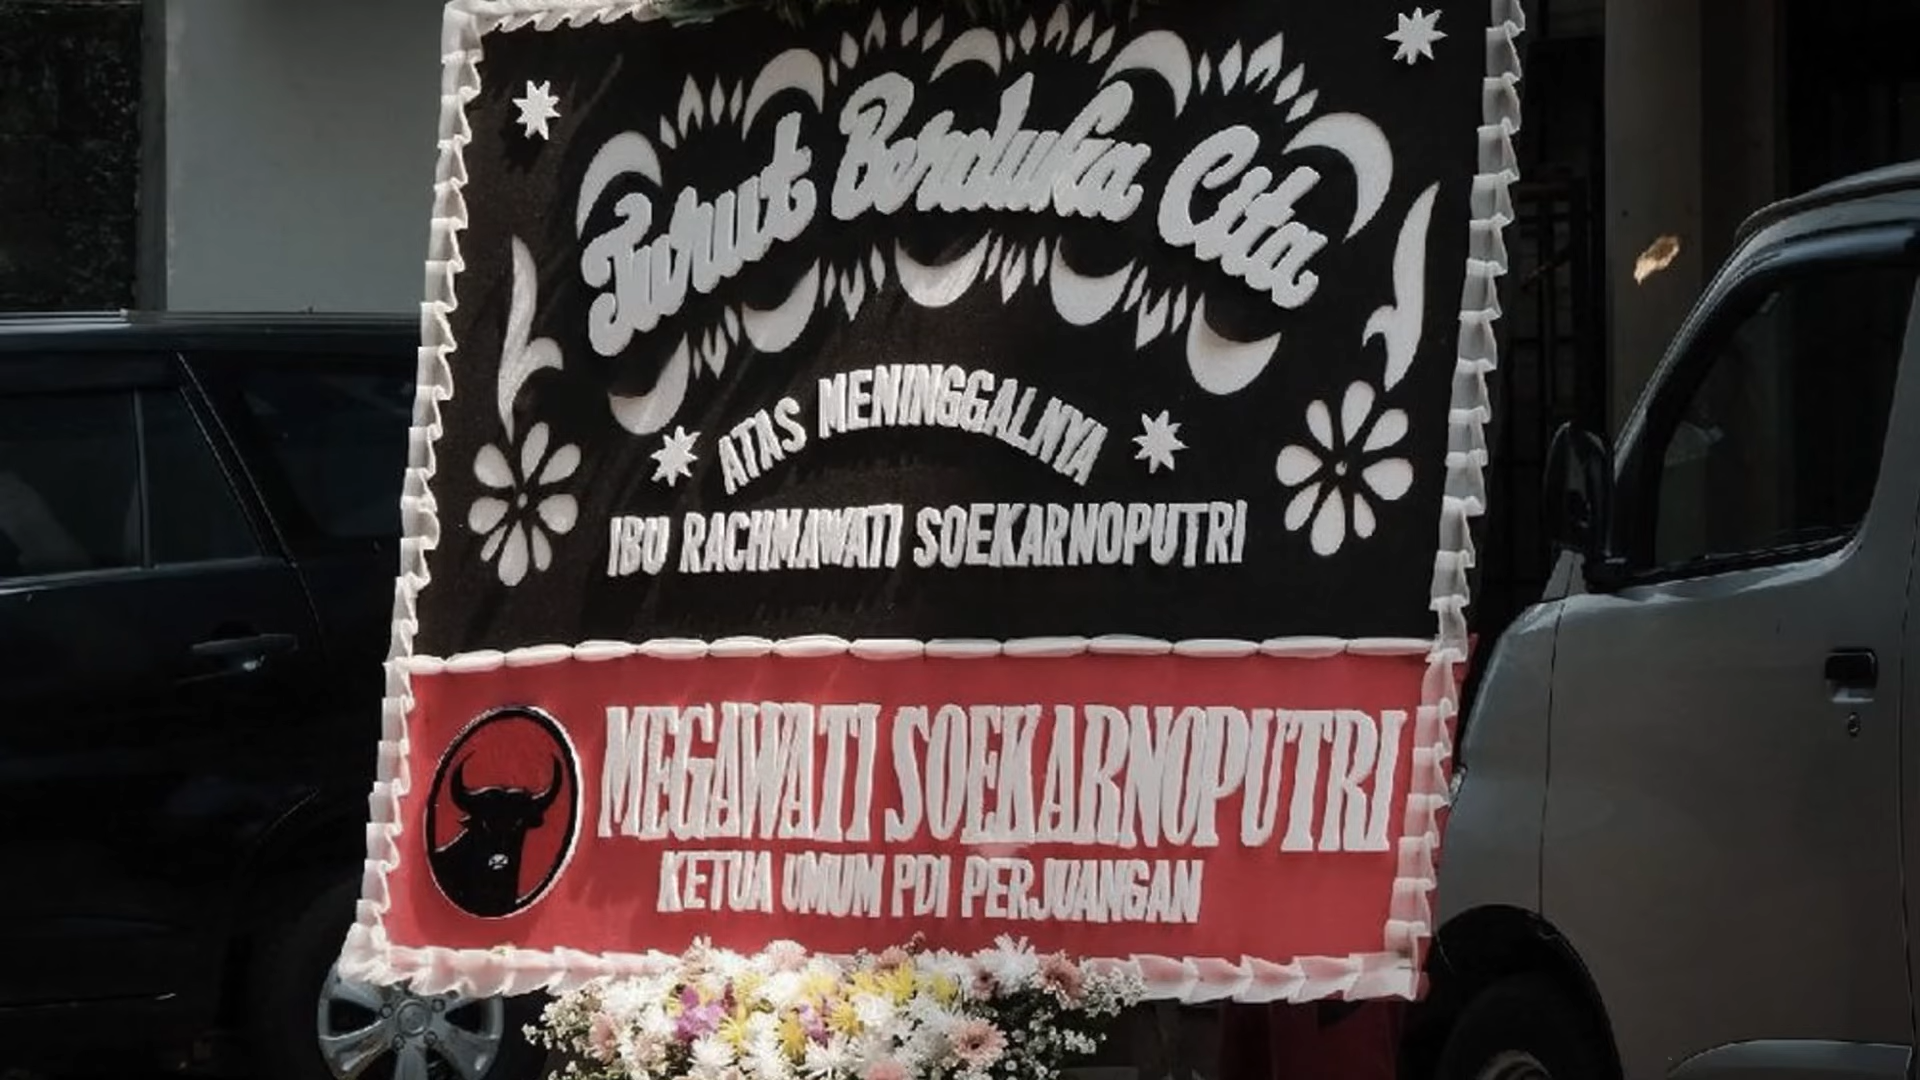 Turut Berduka Cita
ATAS MENINGGALNYA
IBU RACHMAWATI SOEKARNOPUTRI
MEGAWATI SOEKARNOPUTRI
KETUA UMUM PDI PERJUANGAN